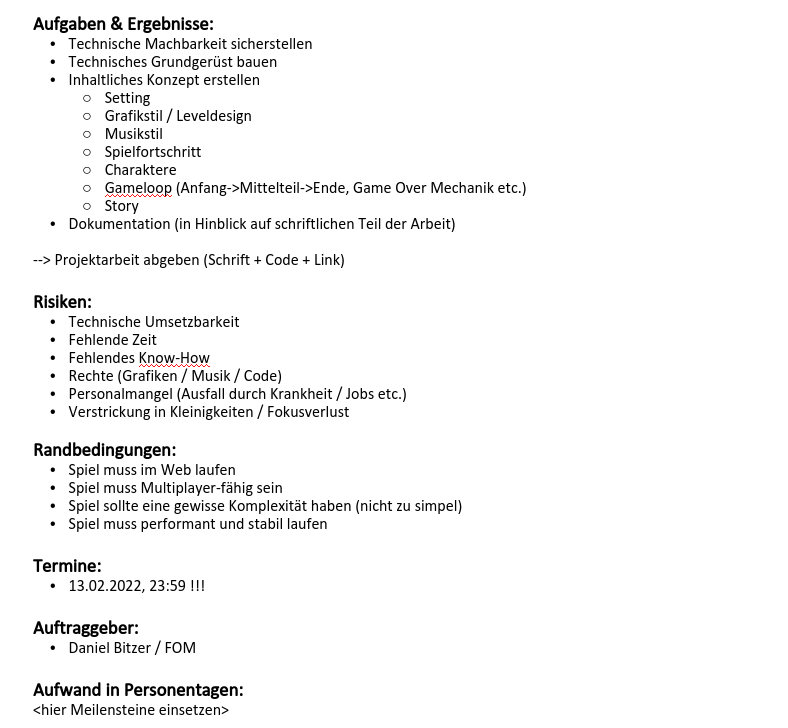 Aufgaben & Ergebnisse:
• Technische Machbarkeit sicherstellen
• Technisches Grundgerüst bauen
• Inhaltliches Konzept erstellen
○ Setting
○ Grafikstil / Leveldesign
○ Musikstil
○ Spielfortschritt
○ Charaktere
○ Gameloop (Anfang->Mittelteil->Ende, Game Over Mechanik etc.)
○ Story
• Dokumentation (in Hinblick auf schriftlichen Teil der Arbeit)
--> Projektarbeit abgeben (Schrift + Code + Link)
Risiken:
• Technische Umsetzbarkeit
• Fehlende Zeit
• Fehlendes Know-How
• Rechte (Grafiken / Musik / Code)
• Personalmangel (Ausfall durch Krankheit / Jobs etc.)
• Verstrickung in Kleinigkeiten / Fokusverlust
Randbedingungen:
• Spiel muss im Web laufen
• Spiel muss Multiplayer-fähig sein
• Spiel sollte eine gewisse Komplexität haben (nicht zu simpel)
• Spiel muss performant und stabil laufen
Termine:
• 13.02.2022, 23:59 !!!
Auftraggeber:
• Daniel Bitzer / FOM
Aufwand in Personentagen:
<hier Meilensteine einsetzen>